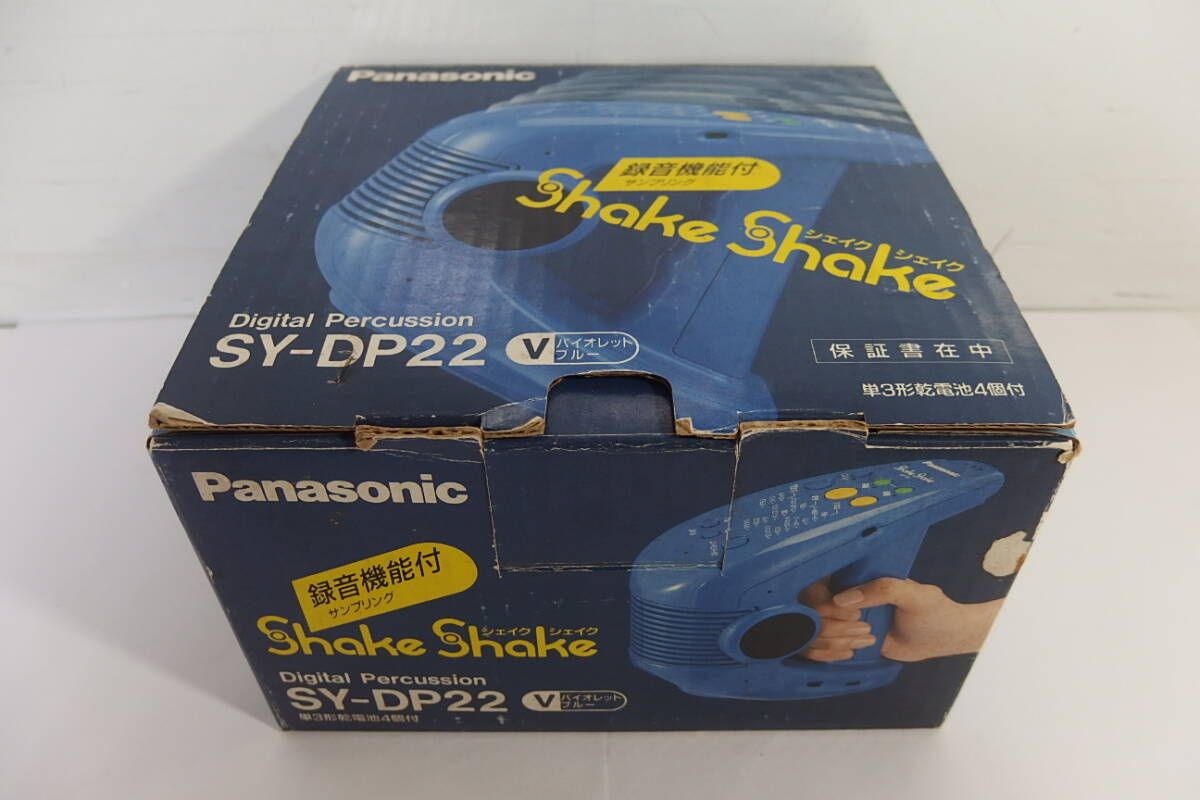 Panasonic
録音機能付
サンプリング
Shake Shake
シェイク シェイク
Digital Percussion
SY-DP22 V バイオレット
ブルー
保証書在中
単3形乾電池4個付
Panasonic
録音機能付
サンプリング
Shake Shake
シェイク シェイク
Digital Percussion
SY-DP22 V バイオレット
ブルー
単3形乾電池4個付
Panasonic
Shake Shake